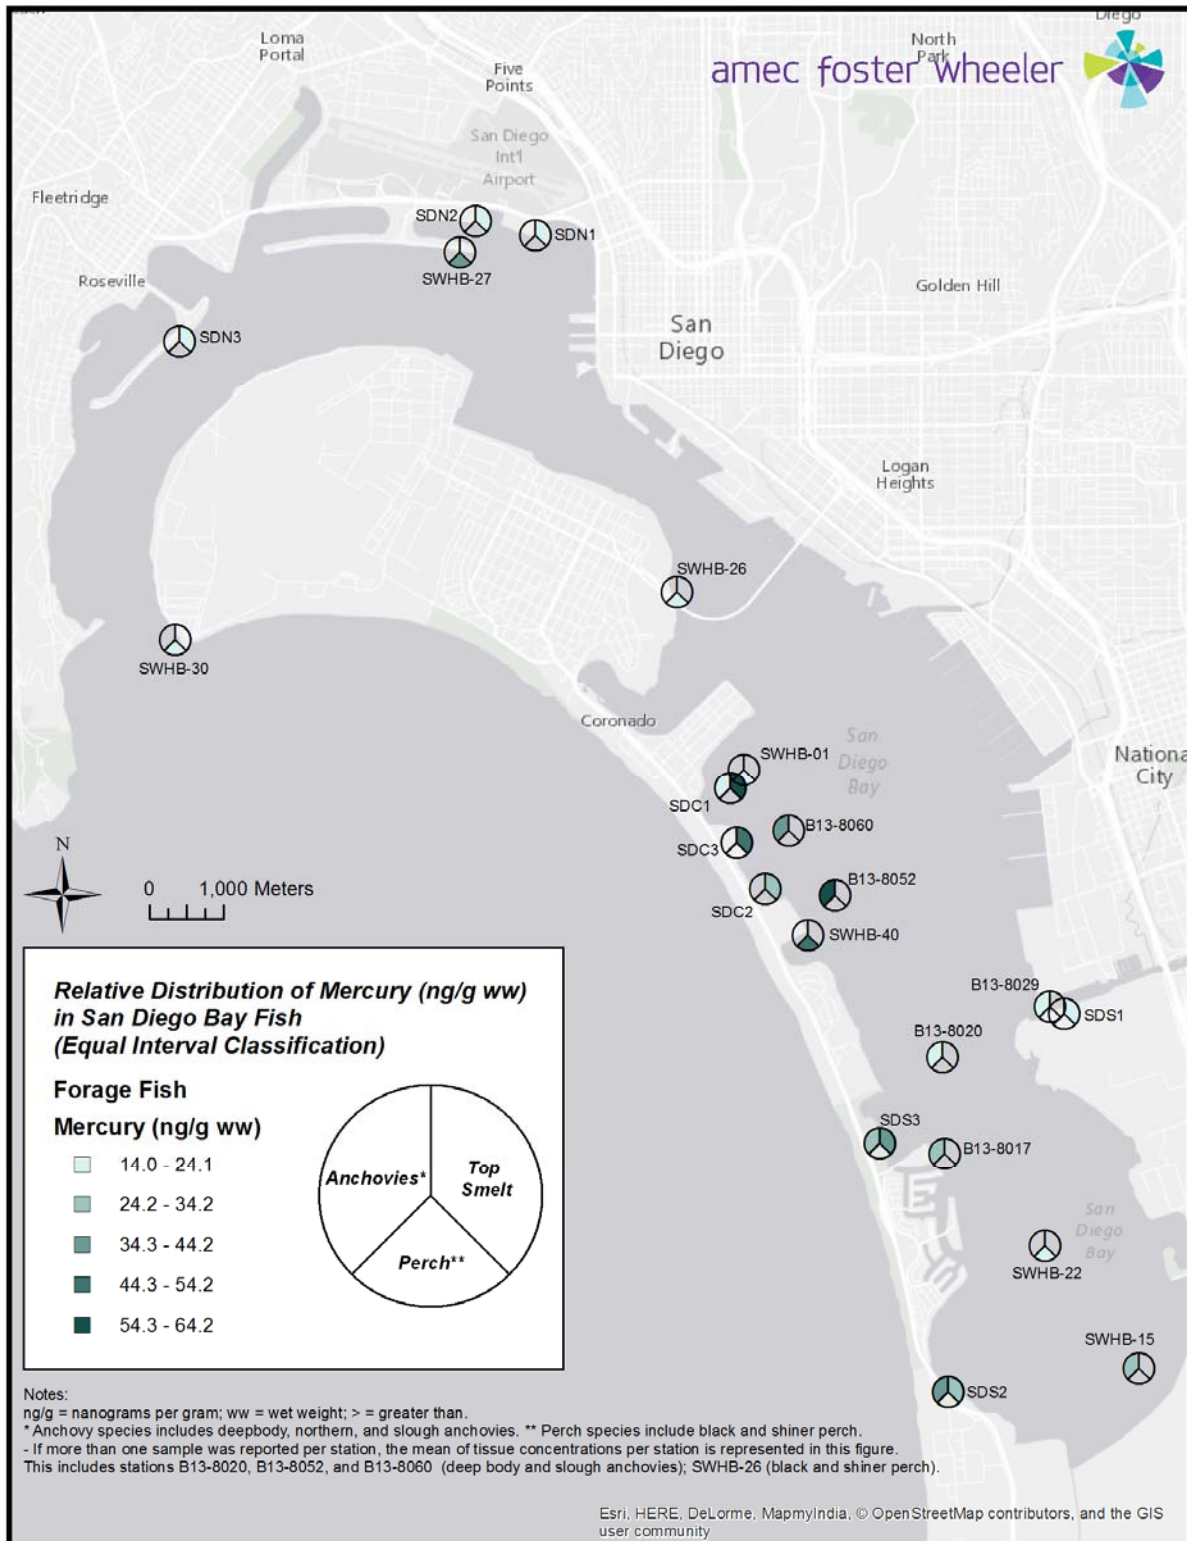 Diego
Loma
Portal
North
Park
amec foster wheeler
Five
Points
San Diego
Int'l
Airport
Fleetridge
SDN2
SDN1
SWHB-27
Roseville
Golden Hill
SDN3
San
Diego
Logan
Heights
SWHB-26
SWHB-30
Coronado
San
Diego
Bay
SWHB-01
Nationa
City
SDC1
B13-8060
SDC3
N
0 1,000 Meters
B13-8052
SDC2
SWHB-40
B13-8029
SDS1
B13-8020
SDS3
B13-8017
San
Diego
Bay
SWHB-22
SWHB-15
SDS2
Relative Distribution of Mercury (ng/g ww)
in San Diego Bay Fish
(Equal Interval Classification)
Forage Fish
Mercury (ng/g ww)
14.0 - 24.1
24.2 - 34.2
34.3 - 44.2
44.3 - 54.2
54.3 - 64.2
Anchovies*
Top
Smelt
Perch**
Notes:
ng/g = nanograms per gram; ww = wet weight; > = greater than.
* Anchovy species includes deepbody, northern, and slough anchovies. ** Perch species include black and shiner perch.
- If more than one sample was reported per station, the mean of tissue concentrations per station is represented in this figure.
This includes stations B13-8020, B13-8052, and B13-8060 (deep body and slough anchovies); SWHB-26 (black and shiner perch).
Esri, HERE, DeLorme, MapmyIndia, © OpenStreetMap contributors, and the GIS
user community